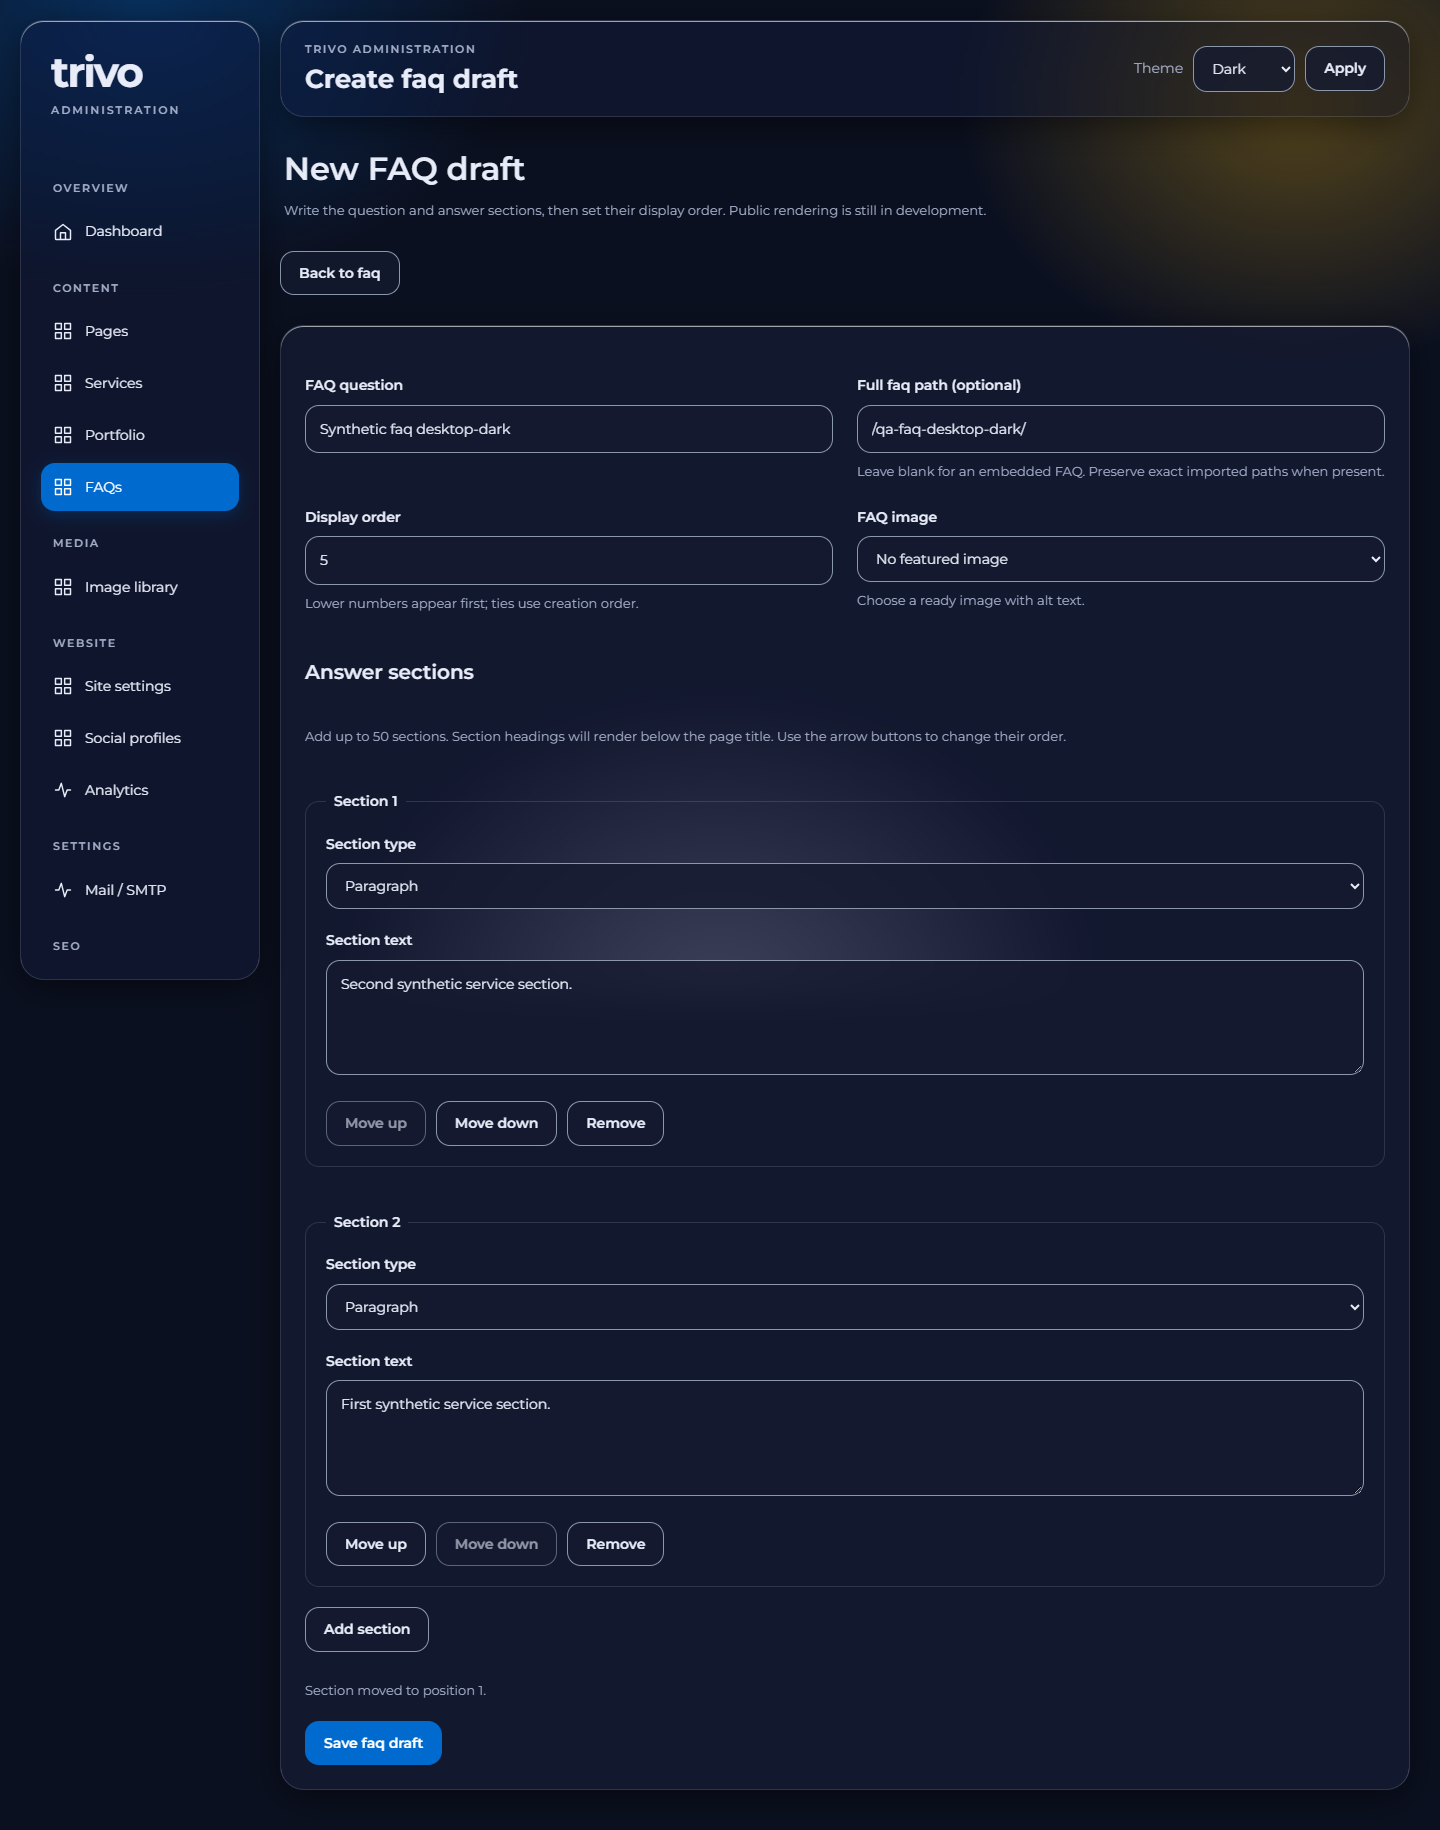 trivo
ADMINISTRATION
OVERVIEW
Dashboard
CONTENT
Pages
Services
Portfolio
FAQs
MEDIA
Image library
WEBSITE
Site settings
Social profiles
Analytics
SETTINGS
Mail / SMTP
SEO
TRIVO ADMINISTRATION
Create faq draft
Theme
Dark
Apply
New FAQ draft
Write the question and answer sections, then set their display order. Public rendering is still in development.
Back to faq
FAQ question
Synthetic faq desktop-dark
Full faq path (optional)
/qa-faq-desktop-dark/
Leave blank for an embedded FAQ. Preserve exact imported paths when present.
Display order
5
Lower numbers appear first; ties use creation order.
FAQ image
No featured image
Choose a ready image with alt text.
Answer sections
Add up to 50 sections. Section headings will render below the page title. Use the arrow buttons to change their order.
Section 1
Section type
Paragraph
Section text
Second synthetic service section.
Move up
Move down
Remove
Section 2
Section type
Paragraph
Section text
First synthetic service section.
Move up
Move down
Remove
Add section
Section moved to position 1.
Save faq draft